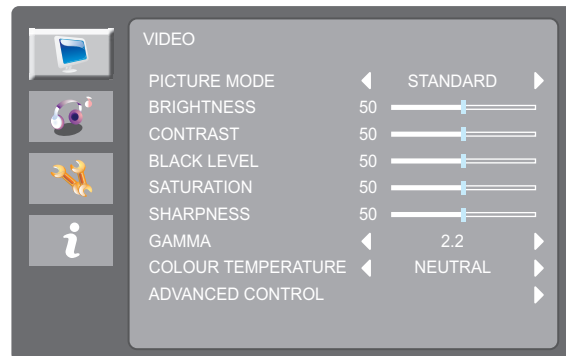 VIDEO
PICTURE MODE STANDARD
BRIGHTNESS 50
CONTRAST 50
BLACK LEVEL 50
SATURATION 50
SHARPNESS 50
GAMMA 2.2
COLOUR TEMPERATURE NEUTRAL
ADVANCED CONTROL